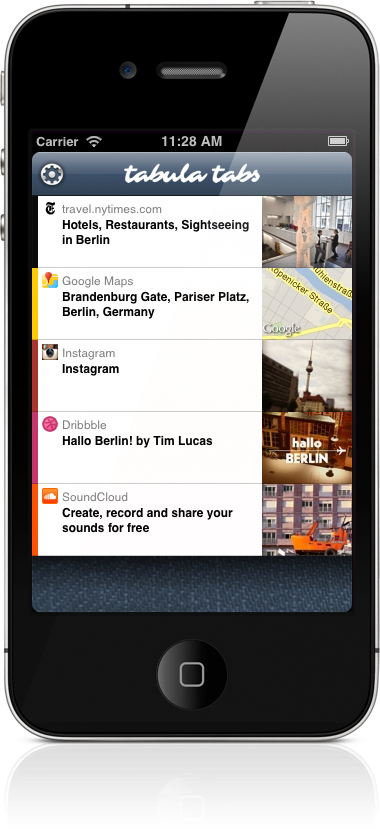 Carrier 11:28 AM
tabula tabs
travel.nytimes.com
Hotels, Restaurants, Sightseeing
in Berlin
Google Maps
Brandenburg Gate, Pariser Platz,
Berlin, Germany
Köpenicker Straße
Google
Instagram
Instagram
Dribbble
Hallo Berlin! by Tim Lucas
hallo
BERLIN
SoundCloud
Create, record and share your
sounds for free